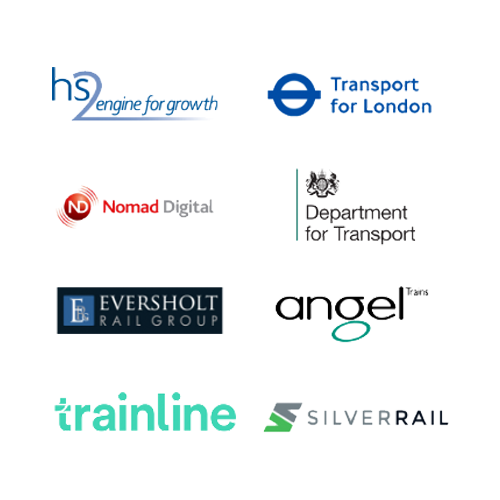 hs2 engine for growth
Transport
for London
ND Nomad Digital
Department
for Transport
E
R G
EVERSHOLT
RAIL GROUP
angel Trains
trainline
SILVERRAIL